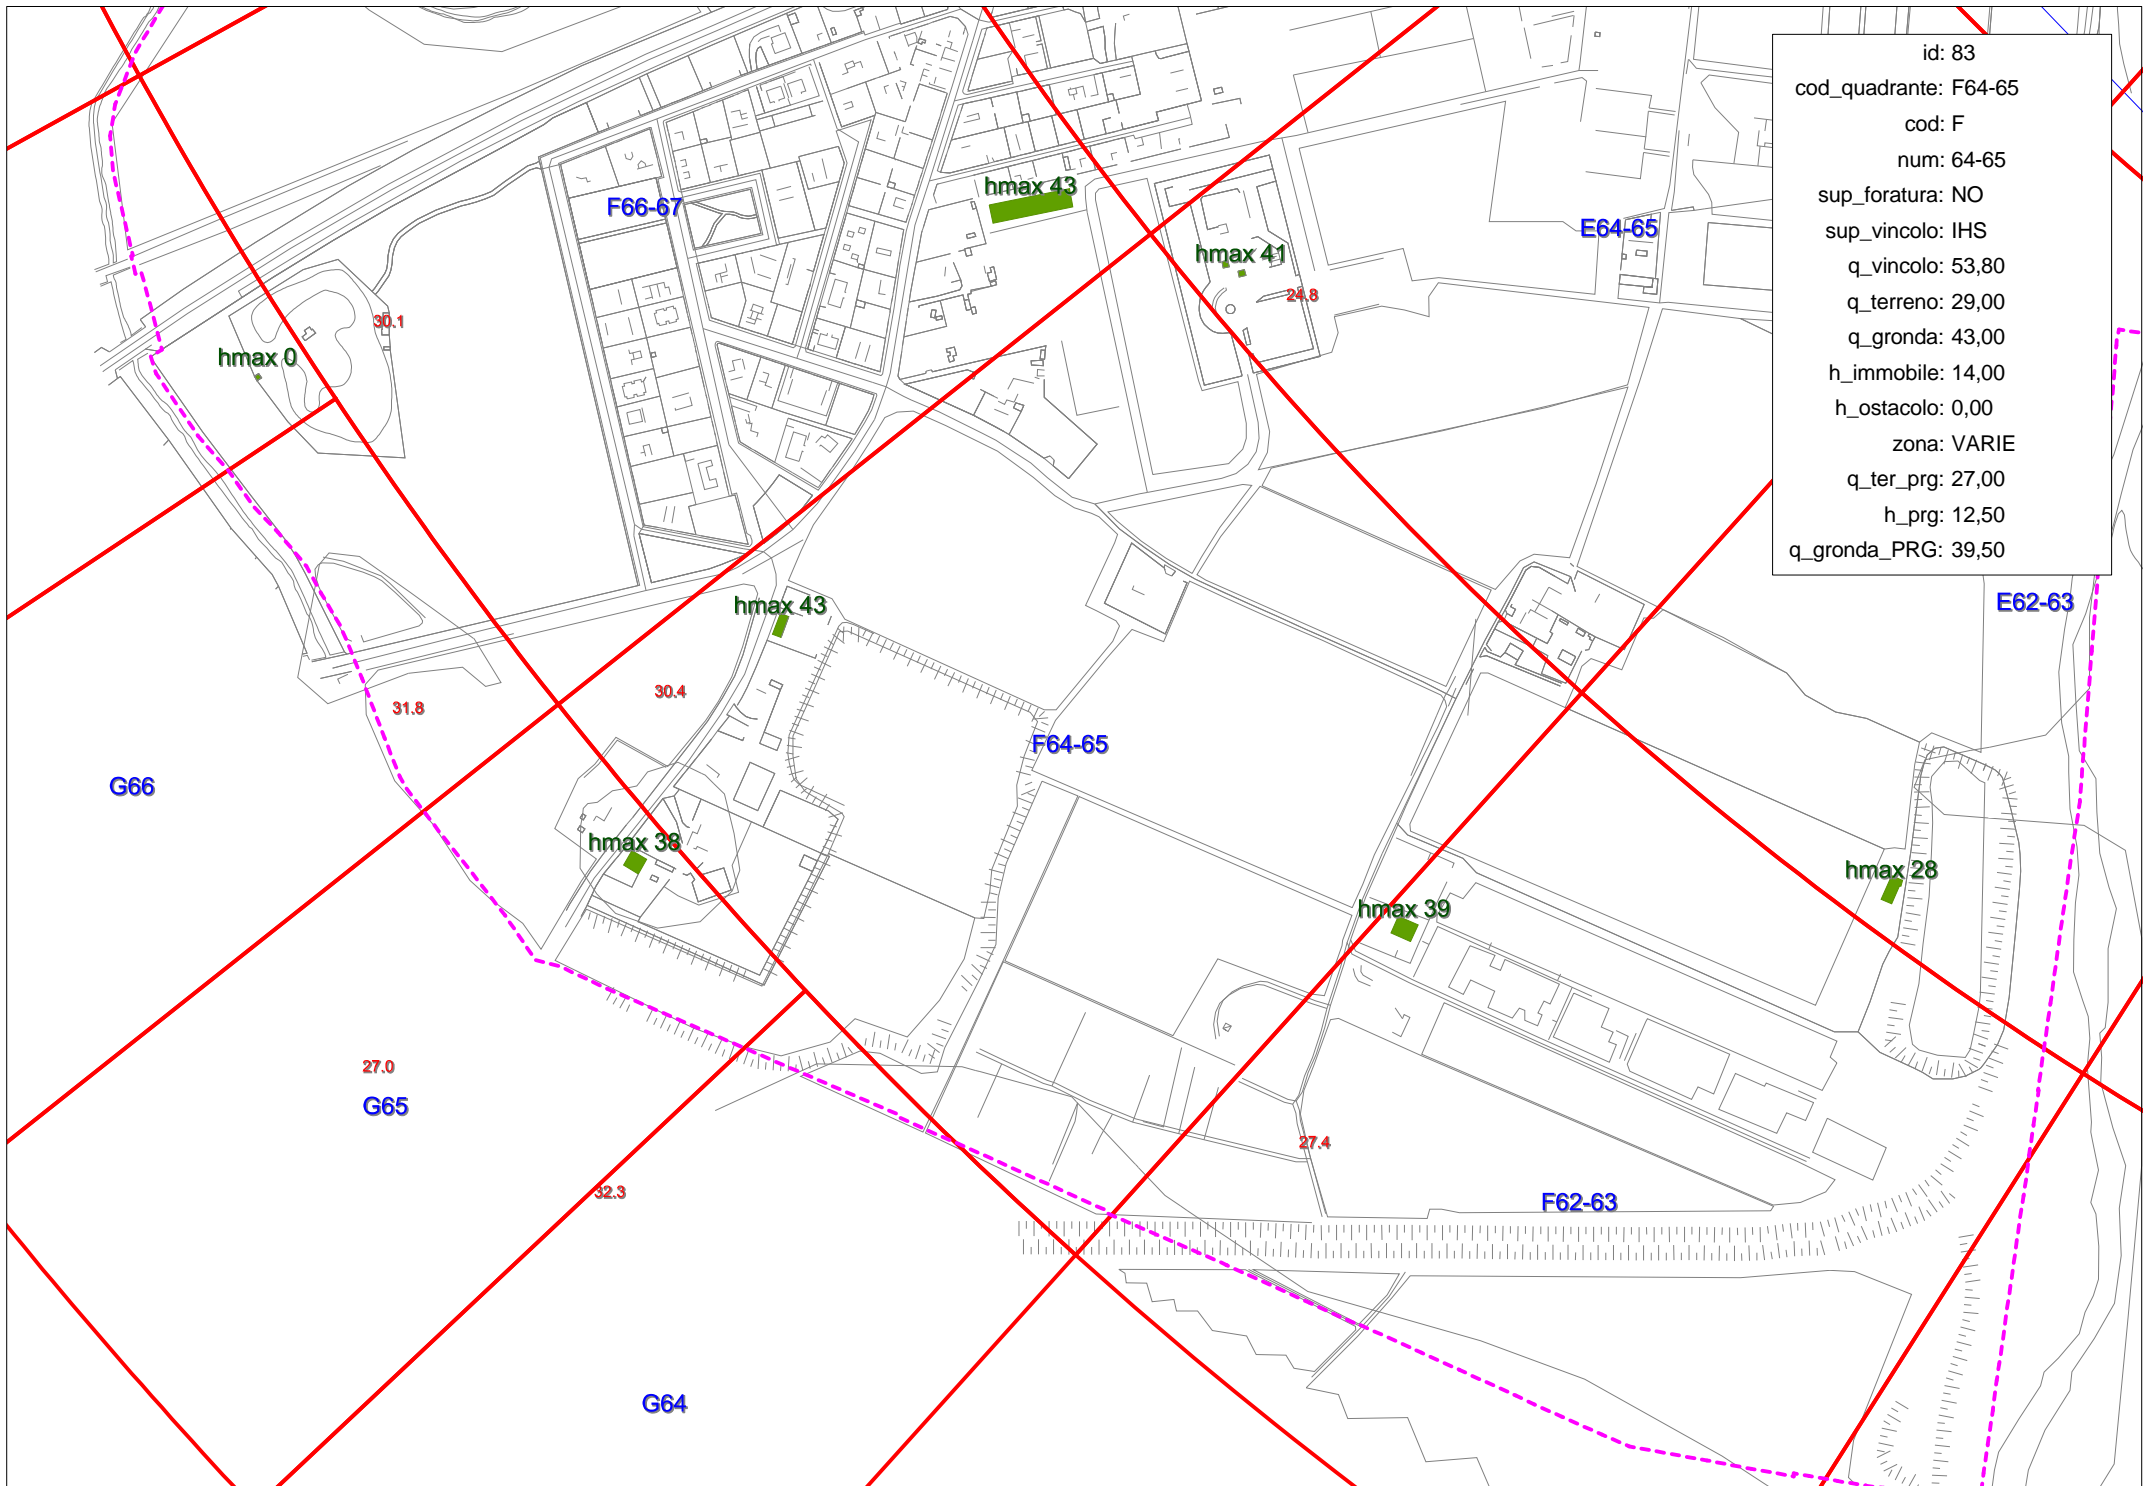 id: 83
cod_quadrante: F64-65
cod: F
num: 64-65
sup_foratura: NO
sup_vincolo: IHS
q_vincolo: 53,80
q_terreno: 29,00
q_gronda: 43,00
h_immobile: 14,00
h_ostacolo: 0,00
zona: VARIE
q_ter_prg: 27,00
h_prg: 12,50
q_gronda_PRG: 39,50
hmax 43
F66-67
E64-65
hmax 41
24.8
30.1
hmax 0
E62-63
hmax 43
30.4
31.8
F64-65
G66
hmax 38
hmax 28
hmax 39
27.0
G65
27.4
32.3
F62-63
G64